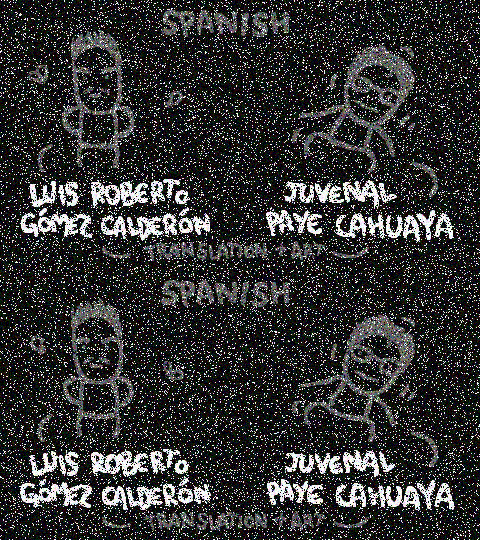 SPANISH
LUIS ROBERTO JUVENAL
GÓMEZ CALDERÓN PAYE CAHUAYA
TRANSLATION + ART
SPANISH
LUIS ROBERTO JUVENAL
GÓMEZ CALDERÓN PAYE CAHUAYA
TRANSLATION + ART